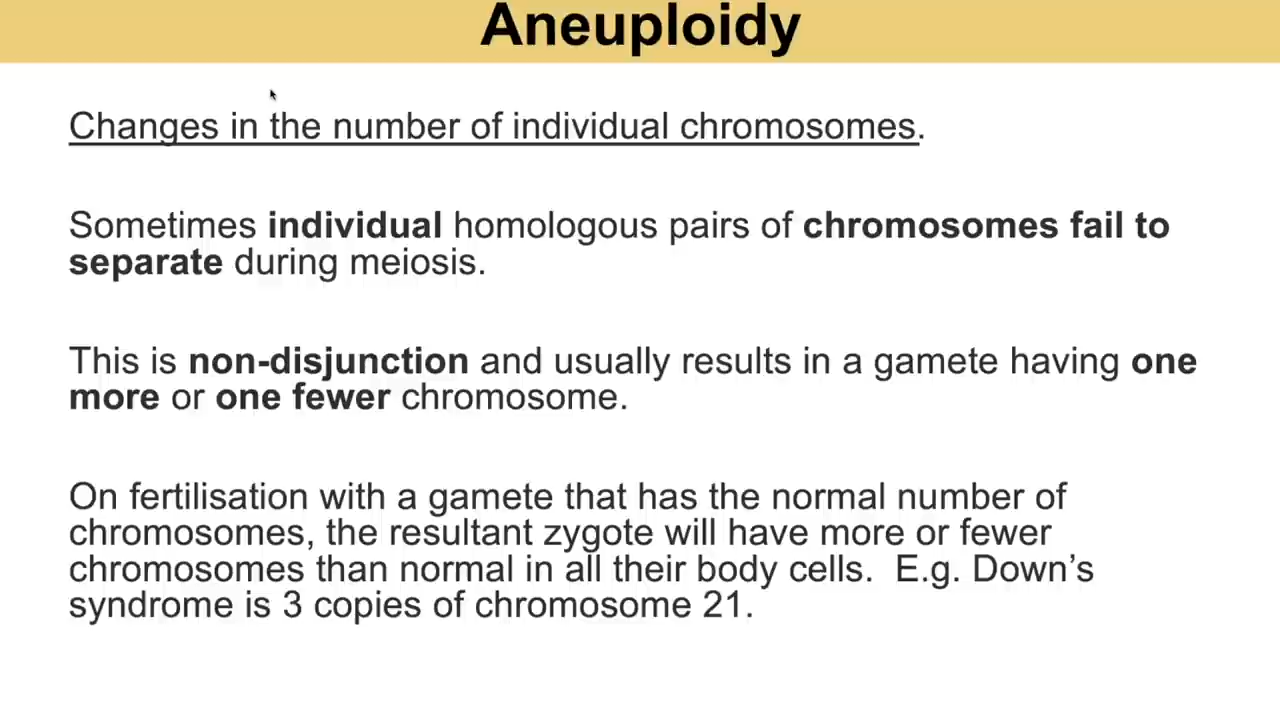 Aneuploidy
Changes in the number of individual chromosomes.
Sometimes individual homologous pairs of chromosomes fail to
separate during meiosis.
This is non-disjunction and usually results in a gamete having one
more or one fewer chromosome.
On fertilisation with a gamete that has the normal number of
chromosomes, the resultant zygote will have more or fewer
chromosomes than normal in all their body cells.  E.g. Down’s
syndrome is 3 copies of chromosome 21.